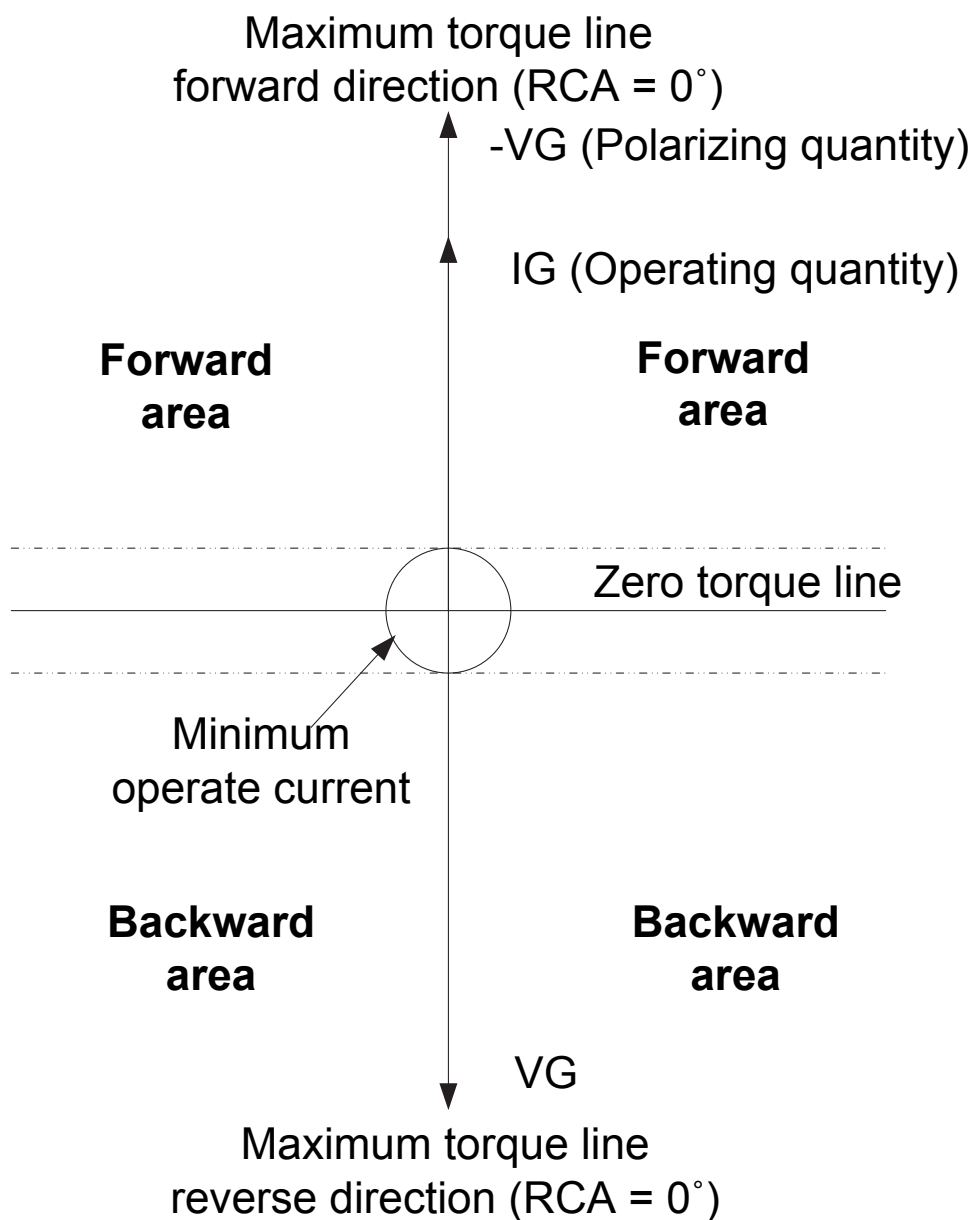 Maximum torque line
forward direction (RCA = 0˚)
-VG (Polarizing quantity)
IG (Operating quantity)
Forward
area
Forward
area
Zero torque line
Minimum
operate current
Backward
area
Backward
area
VG
Maximum torque line
reverse direction (RCA = 0˚)